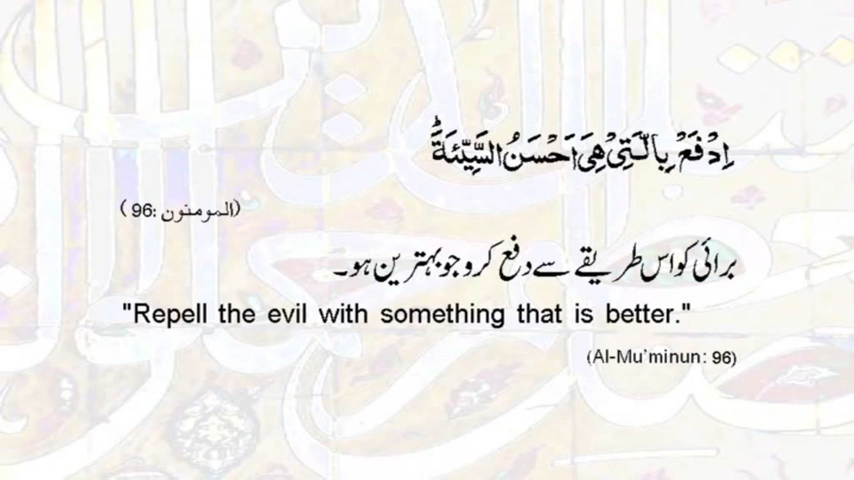 اِدْفَعْ بِالَّتِیْ هِیَ اَحْسَنُ السَّیِّئَةَ ؕ
(المومنون :96)
برائی کو اس طریقے سے دفع کرو جو بہترین ہو۔
"Repell the evil with something that is better."
(Al-Mu’minun: 96)